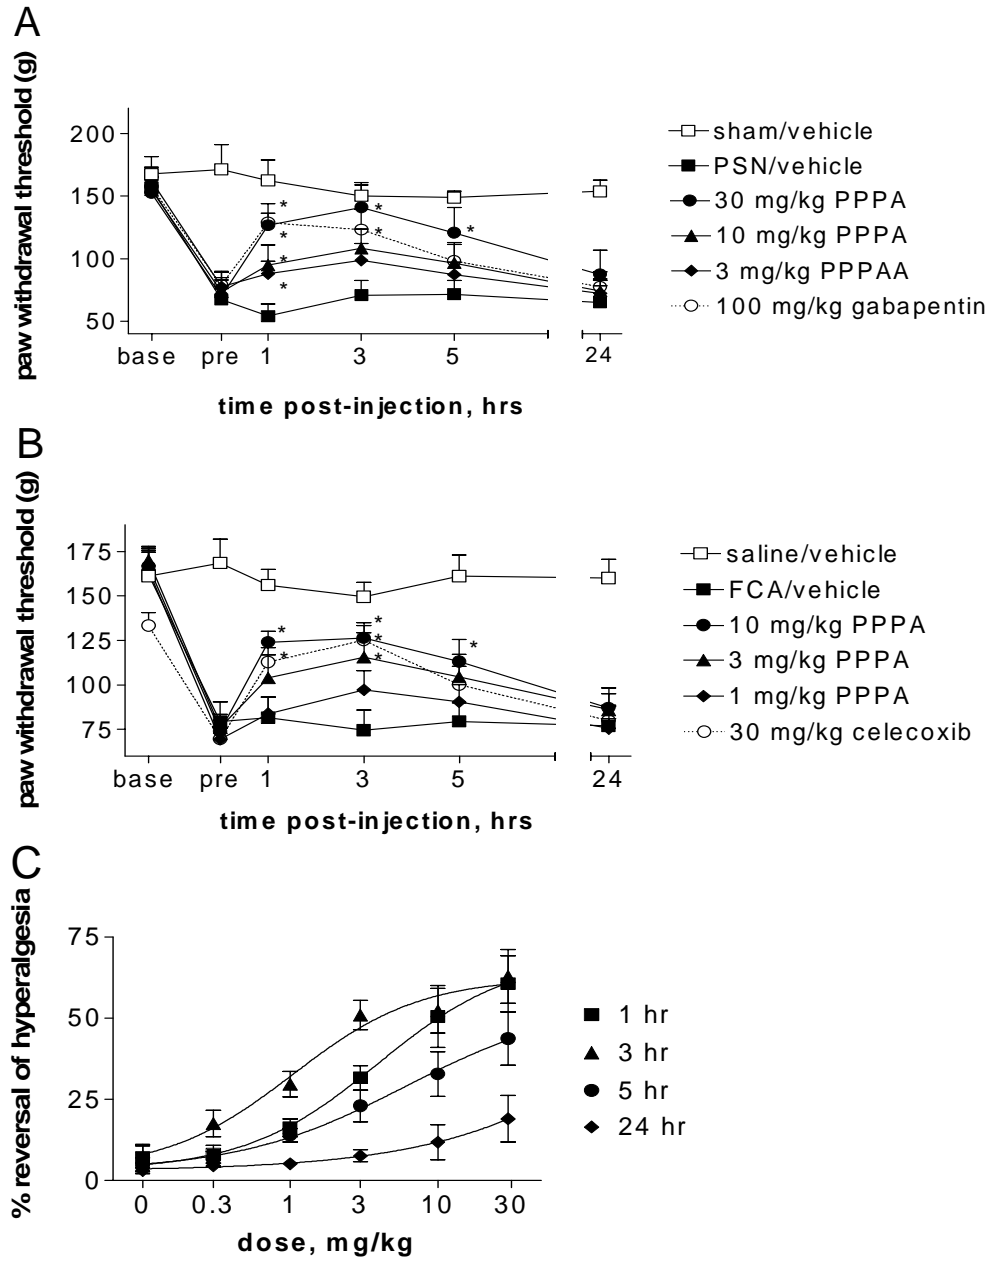 A
paw withdrawal threshold (g)
200
150
100
50
* * * * * * *
base pre 1 3 5 24
time post-injection, hrs
sham/vehicle
PSN/vehicle
30 mg/kg PPPA
10 mg/kg PPPA
3 mg/kg PPPAA
100 mg/kg gabapentin
B
paw withdrawal threshold (g)
175
150
125
100
75
* * * * * *
base pre 1 3 5 24
time post-injection, hrs
saline/vehicle
FCA/vehicle
10 mg/kg PPPA
3 mg/kg PPPA
1 mg/kg PPPA
30 mg/kg celecoxib
C
% reversal of hyperalgesia
75
50
25
0
0 0.3 1 3 10 30
dose, mg/kg
1 hr
3 hr
5 hr
24 hr